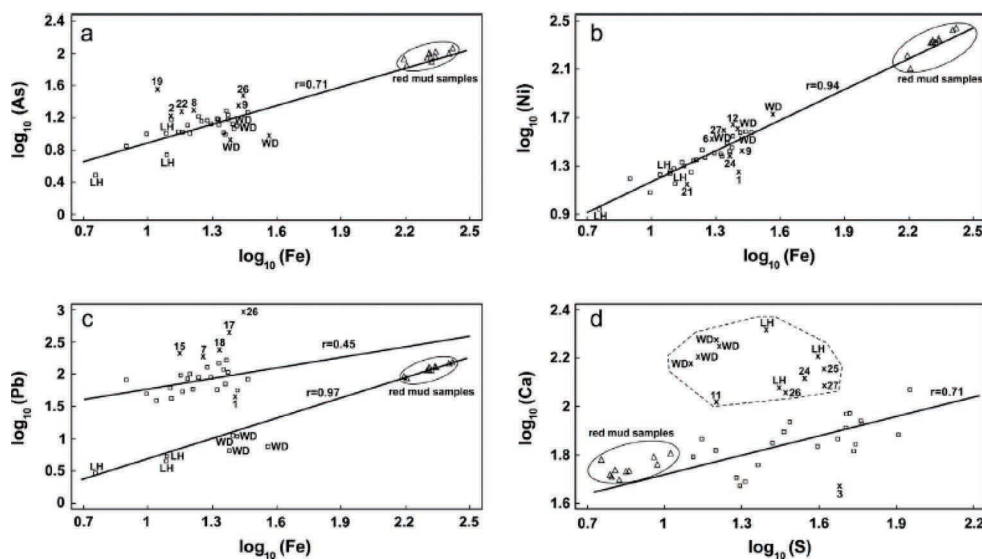 a
log10 (As)
2.4
2
1.6
1.2
0.8
0.4
0
19
2
22
8
26
9
LH
LH
LH
WD
WD
WD
r=0.71
red mud samples
0.7
1
1.3
1.6
1.9
2.2
2.5
log10 (Fe)
b
log10 (Ni)
2.5
2.1
1.7
1.3
0.9
WD
12
WD
27
6
WD
WD
9
24
1
LH
LH
21
LH
r=0.94
red mud samples
0.7
1
1.3
1.6
1.9
2.2
2.5
log10 (Fe)
c
log10 (Pb)
3
2.5
2
1.5
1
0.5
0
26
17
18
15
7
1
r=0.45
r=0.97
red mud samples
WD
WD
WD
WD
LH
LH
LH
0.7
1
1.3
1.6
1.9
2.2
2.5
log10 (Fe)
d
log10 (Ca)
2.4
2.2
2
1.8
1.6
LH
WD
WD
WD
WD
LH
25
24
LH
26
27
11
r=0.71
red mud samples
3
0.7
1
1.3
1.6
1.9
2.2
log10 (S)